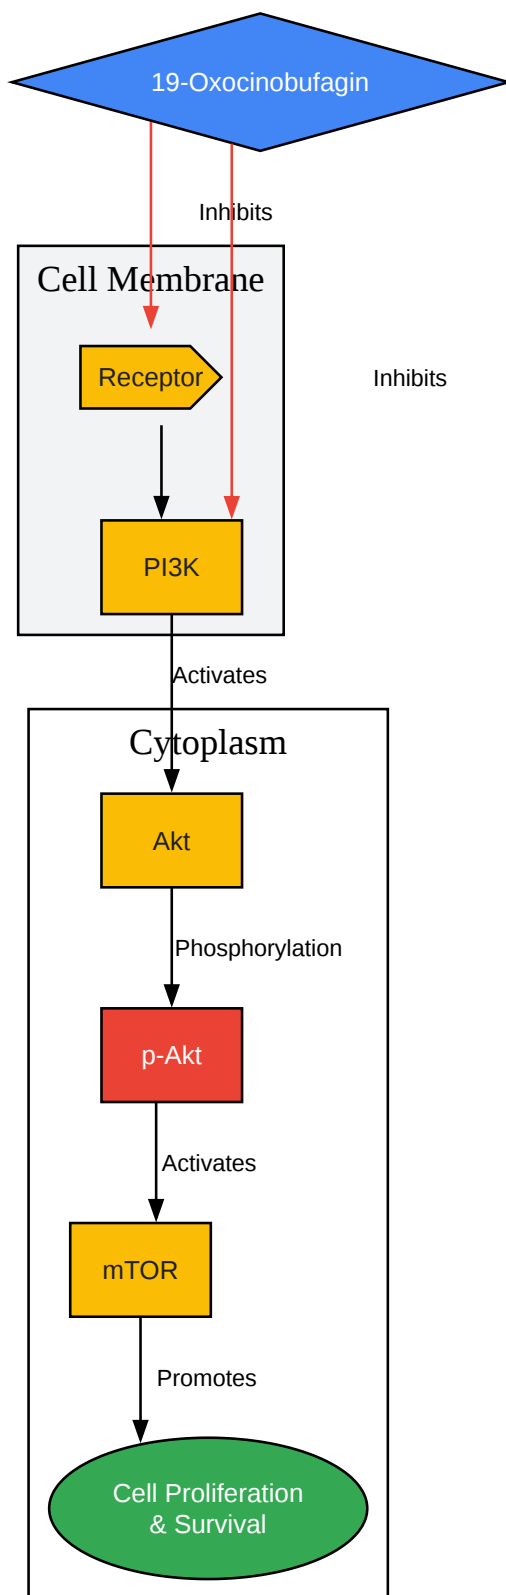 19-Oxocinobufagin
Inhibits
Cell Membrane
Receptor
Inhibits
PI3K
Activates
Cytoplasm
Akt
Phosphorylation
p-Akt
Activates
mTOR
Promotes
Cell Proliferation
& Survival